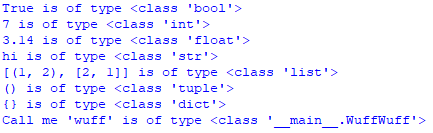 True is of type <class 'bool'>
7 is of type <class 'int'>
3.14 is of type <class 'float'>
hi is of type <class 'str'>
[(1, 2), [2, 1]] is of type <class 'list'>
() is of type <class 'tuple'>
{} is of type <class 'dict'>
Call me 'wuff' is of type <class '__main__.WuffWuff'>